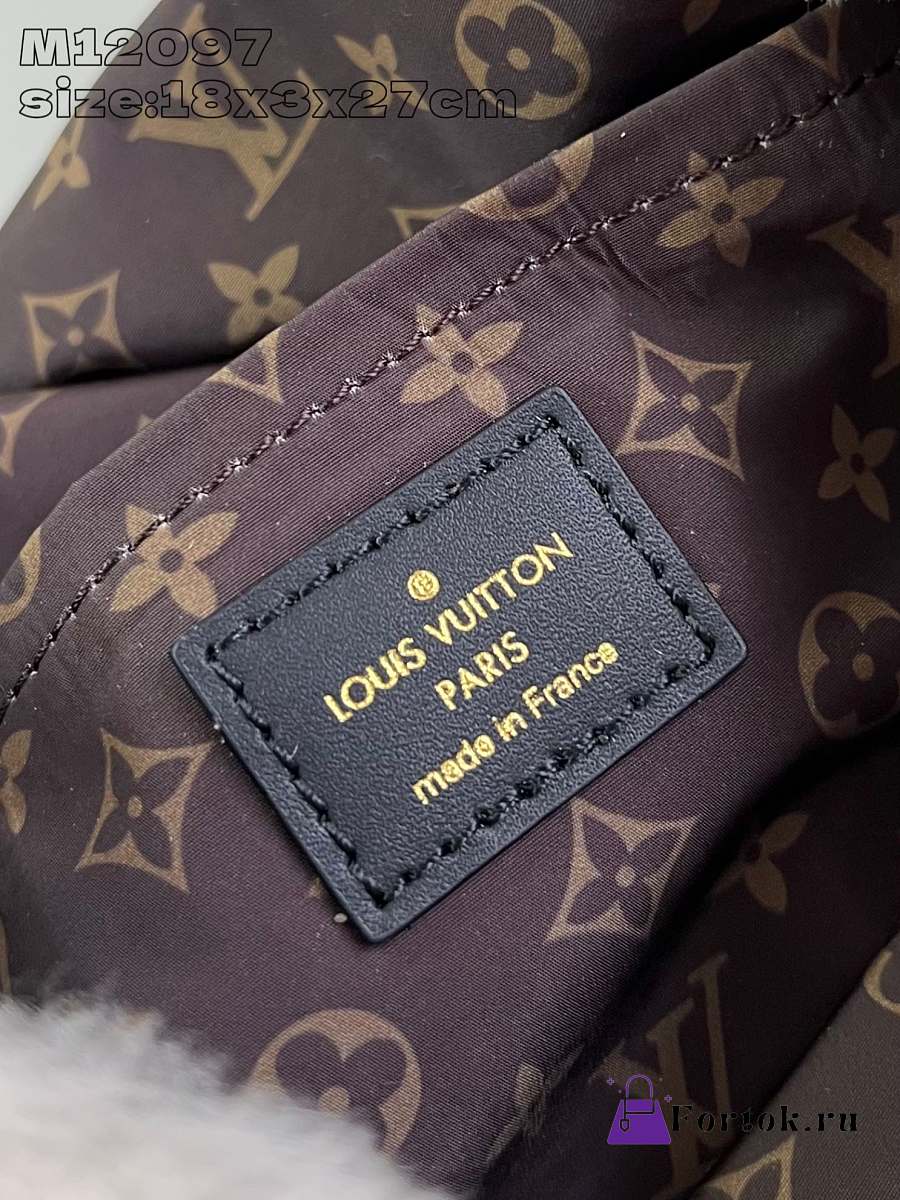 M12097
size:18x3x27cm
LOUIS VUITTON
PARIS
made in France
Fortok.ru